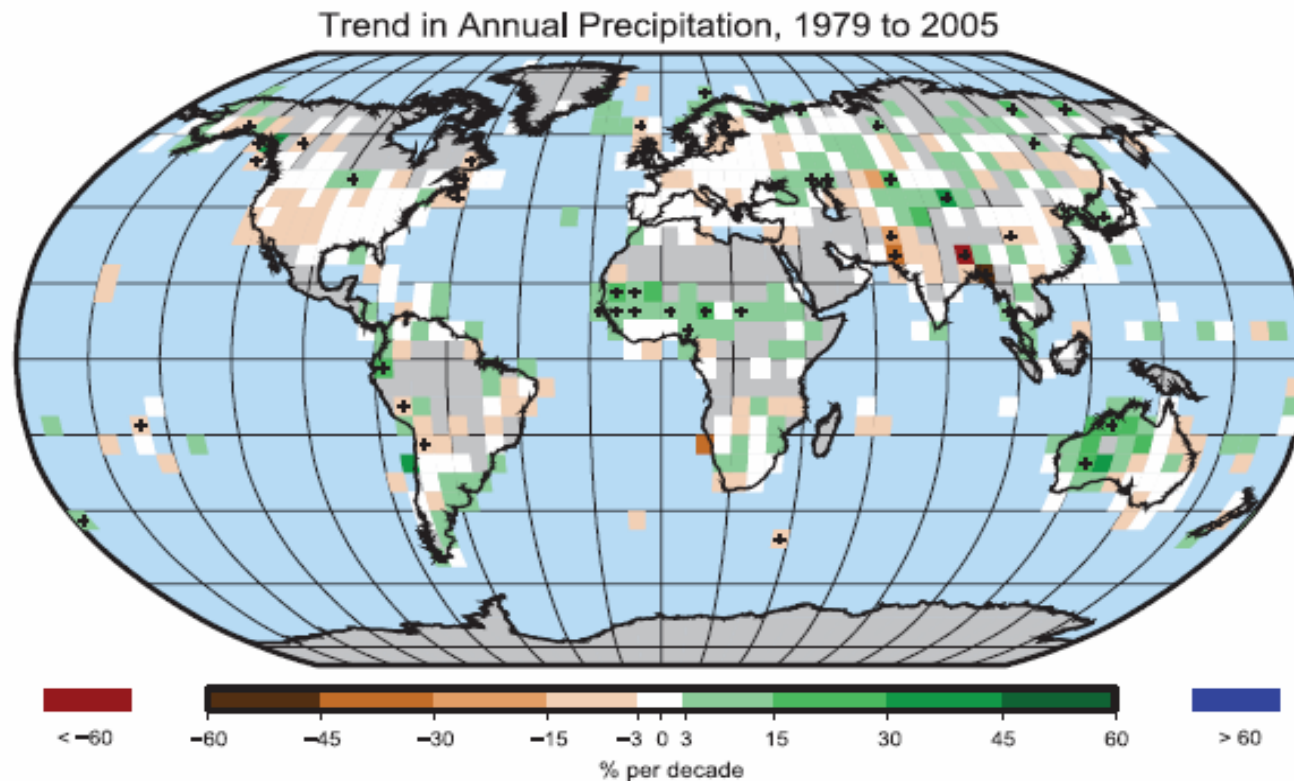 Trend in Annual Precipitation, 1979 to 2005
< −60 −60 −45 −30 −15 −3 0 3 15 30 45 60 > 60
% per decade